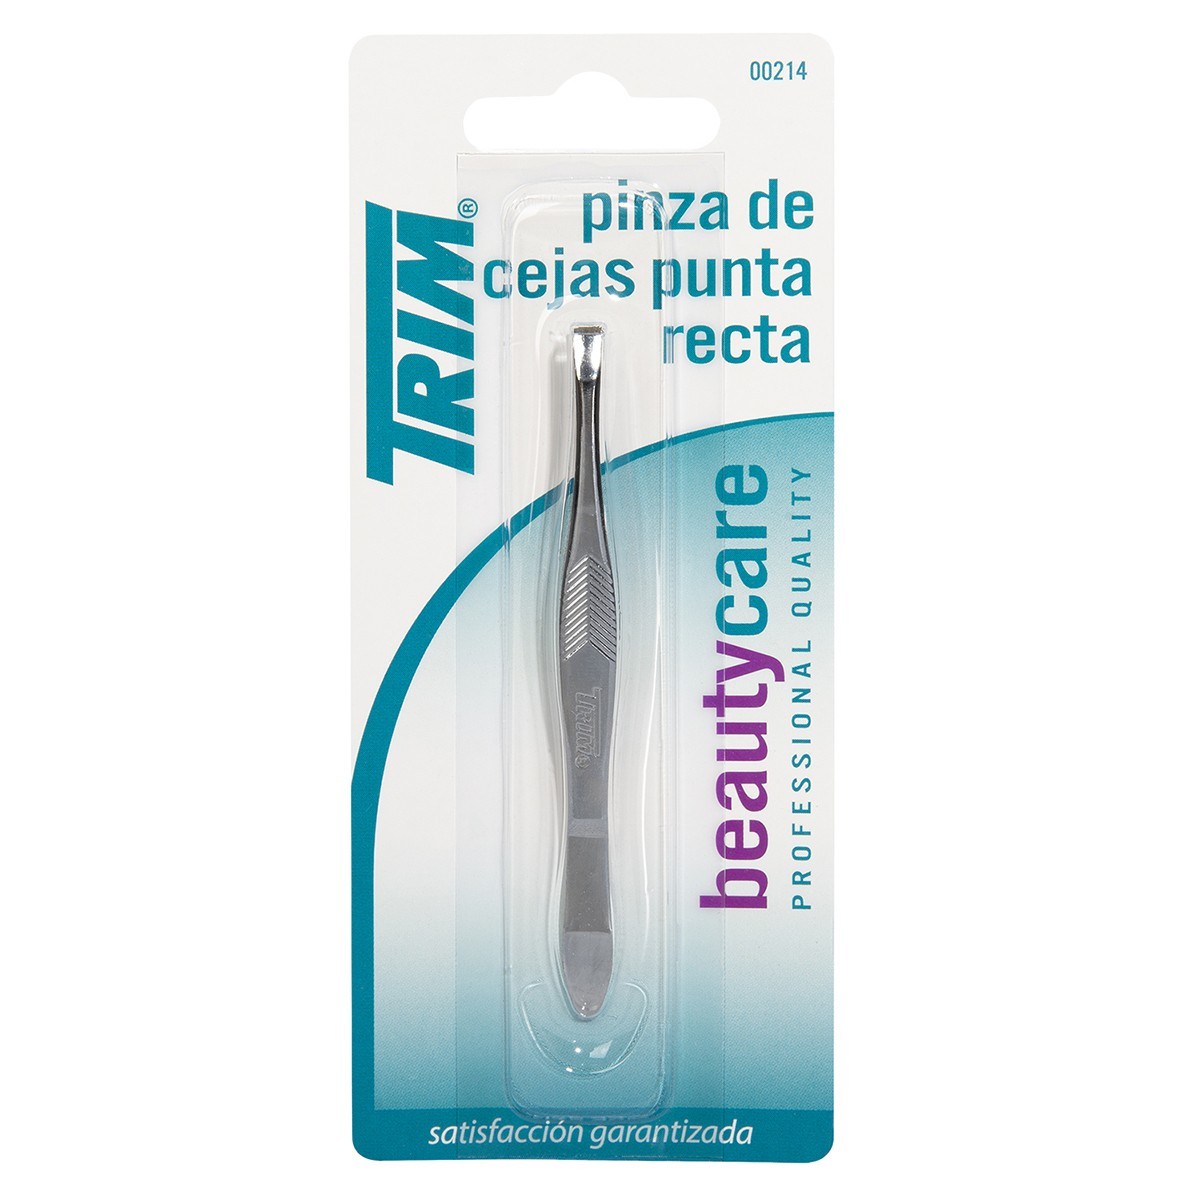 00214
TRIM®
pinza de
cejas punta
recta
beautycare
PROFESSIONAL QUALITY
satisfacción garantizada